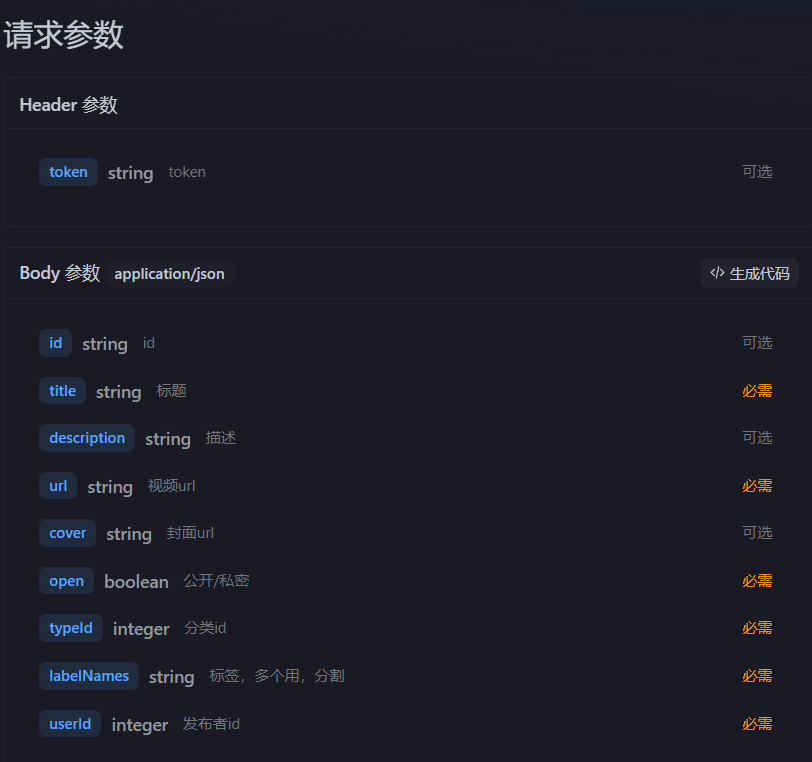 请求参数
Header 参数
token string token 可选
Body 参数 application/json </> 生成代码
id string id 可选
title string 标题 必需
description string 描述 可选
url string 视频url 必需
cover string 封面url 可选
open boolean 公开/私密 必需
typeId integer 分类id 必需
labelNames string 标签，多个用，分割 必需
userId integer 发布者id 必需